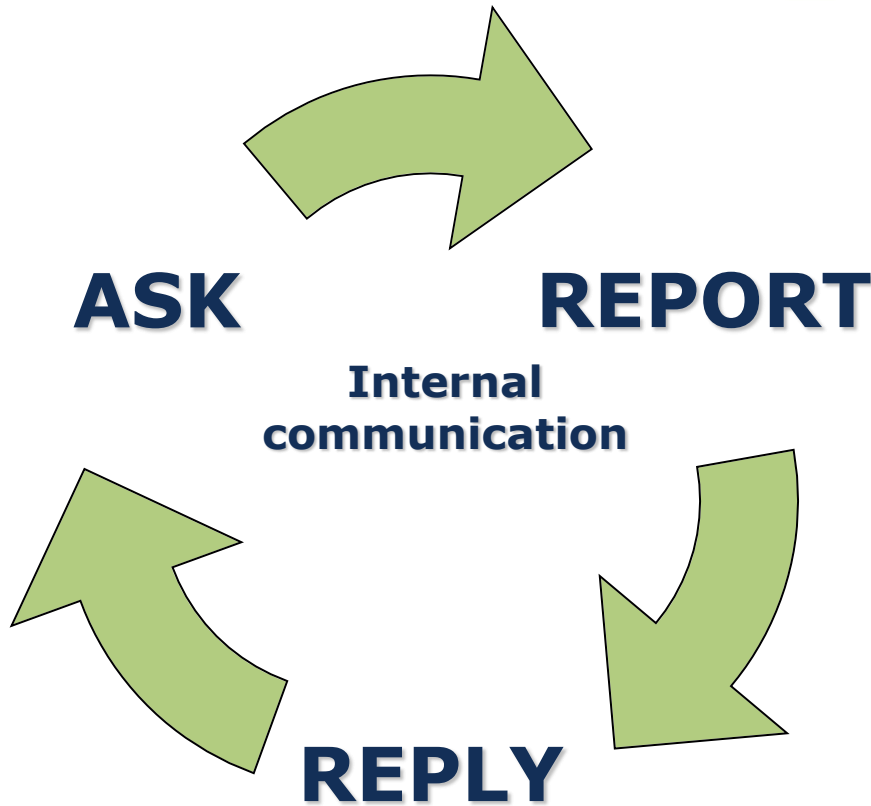 ASK
REPORT
Internal
communication
REPLY